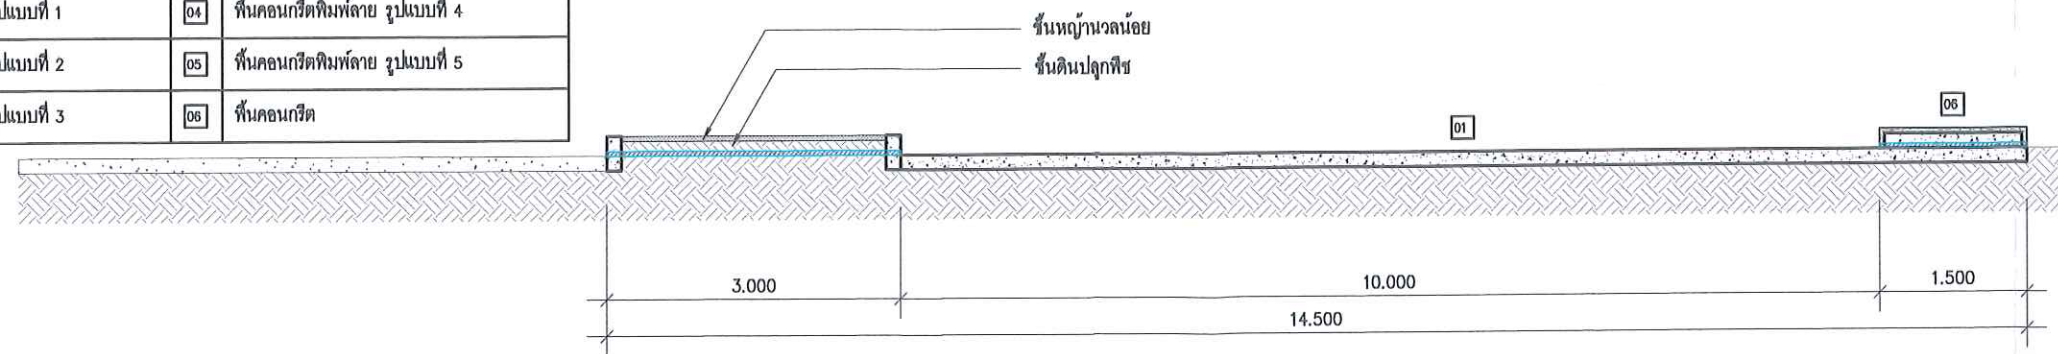 ปแบบที่ 1 04 พื้นคอนกรีตพิมพ์ลาย รูปแบบที่ 4
ปแบบที่ 2 05 พื้นคอนกรีตพิมพ์ลาย รูปแบบที่ 5
ปแบบที่ 3 06 พื้นคอนกรีต
ชั้นหญ้านวลน้อย
ชั้นดินปลูกพืช
01
06
3.000
10.000
1.500
14.500